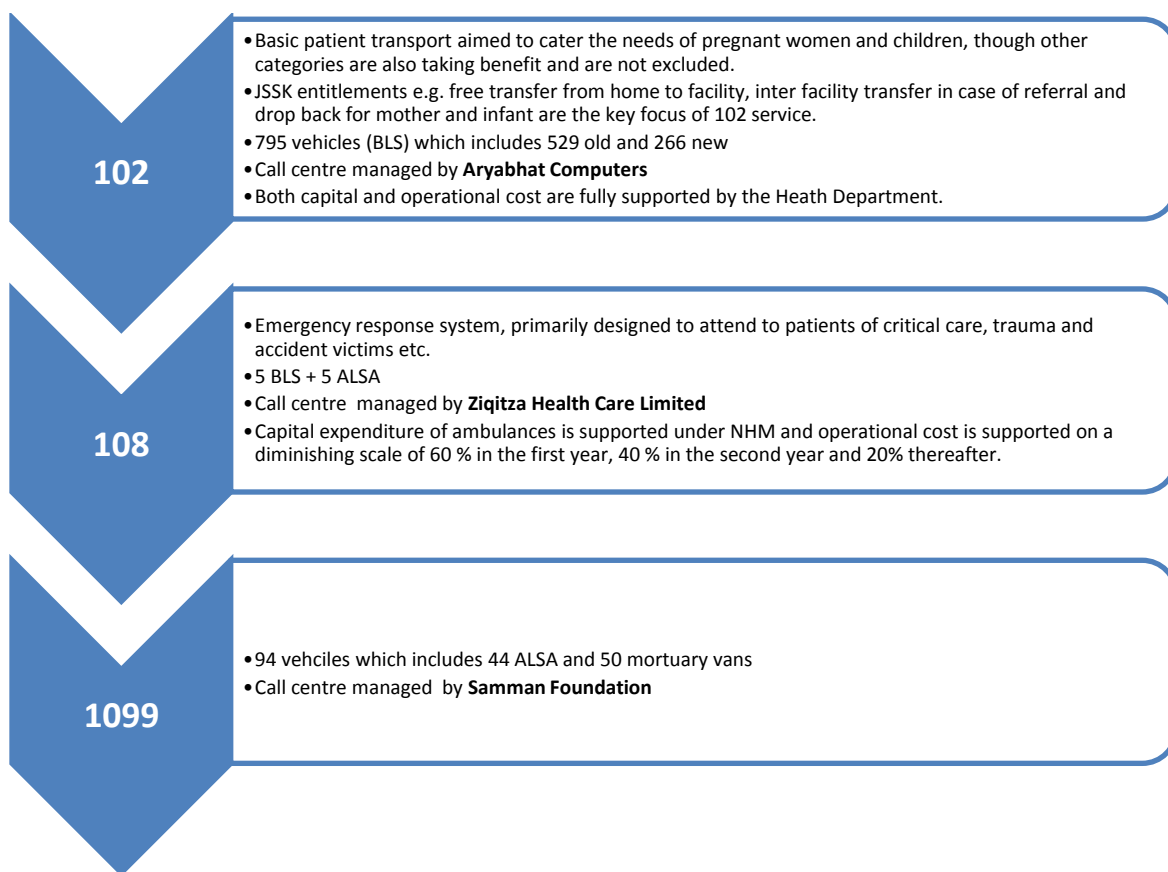 102
•Basic patient transport aimed to cater the needs of pregnant women and children, though other
categories are also taking benefit and are not excluded.
•JSSK entitlements e.g. free transfer from home to facility, inter facility transfer in case of referral and
drop back for mother and infant are the key focus of 102 service.
•795 vehicles (BLS) which includes 529 old and 266 new
•Call centre managed by Aryabhat Computers
•Both capital and operational cost are fully supported by the Heath Department.
108
•Emergency response system, primarily designed to attend to patients of critical care, trauma and
accident victims etc.
•5 BLS + 5 ALSA
•Call centre managed by Ziqitza Health Care Limited
•Capital expenditure of ambulances is supported under NHM and operational cost is supported on a
diminishing scale of 60 % in the first year, 40 % in the second year and 20% thereafter.
1099
•94 vehciles which includes 44 ALSA and 50 mortuary vans
•Call centre managed by Samman Foundation